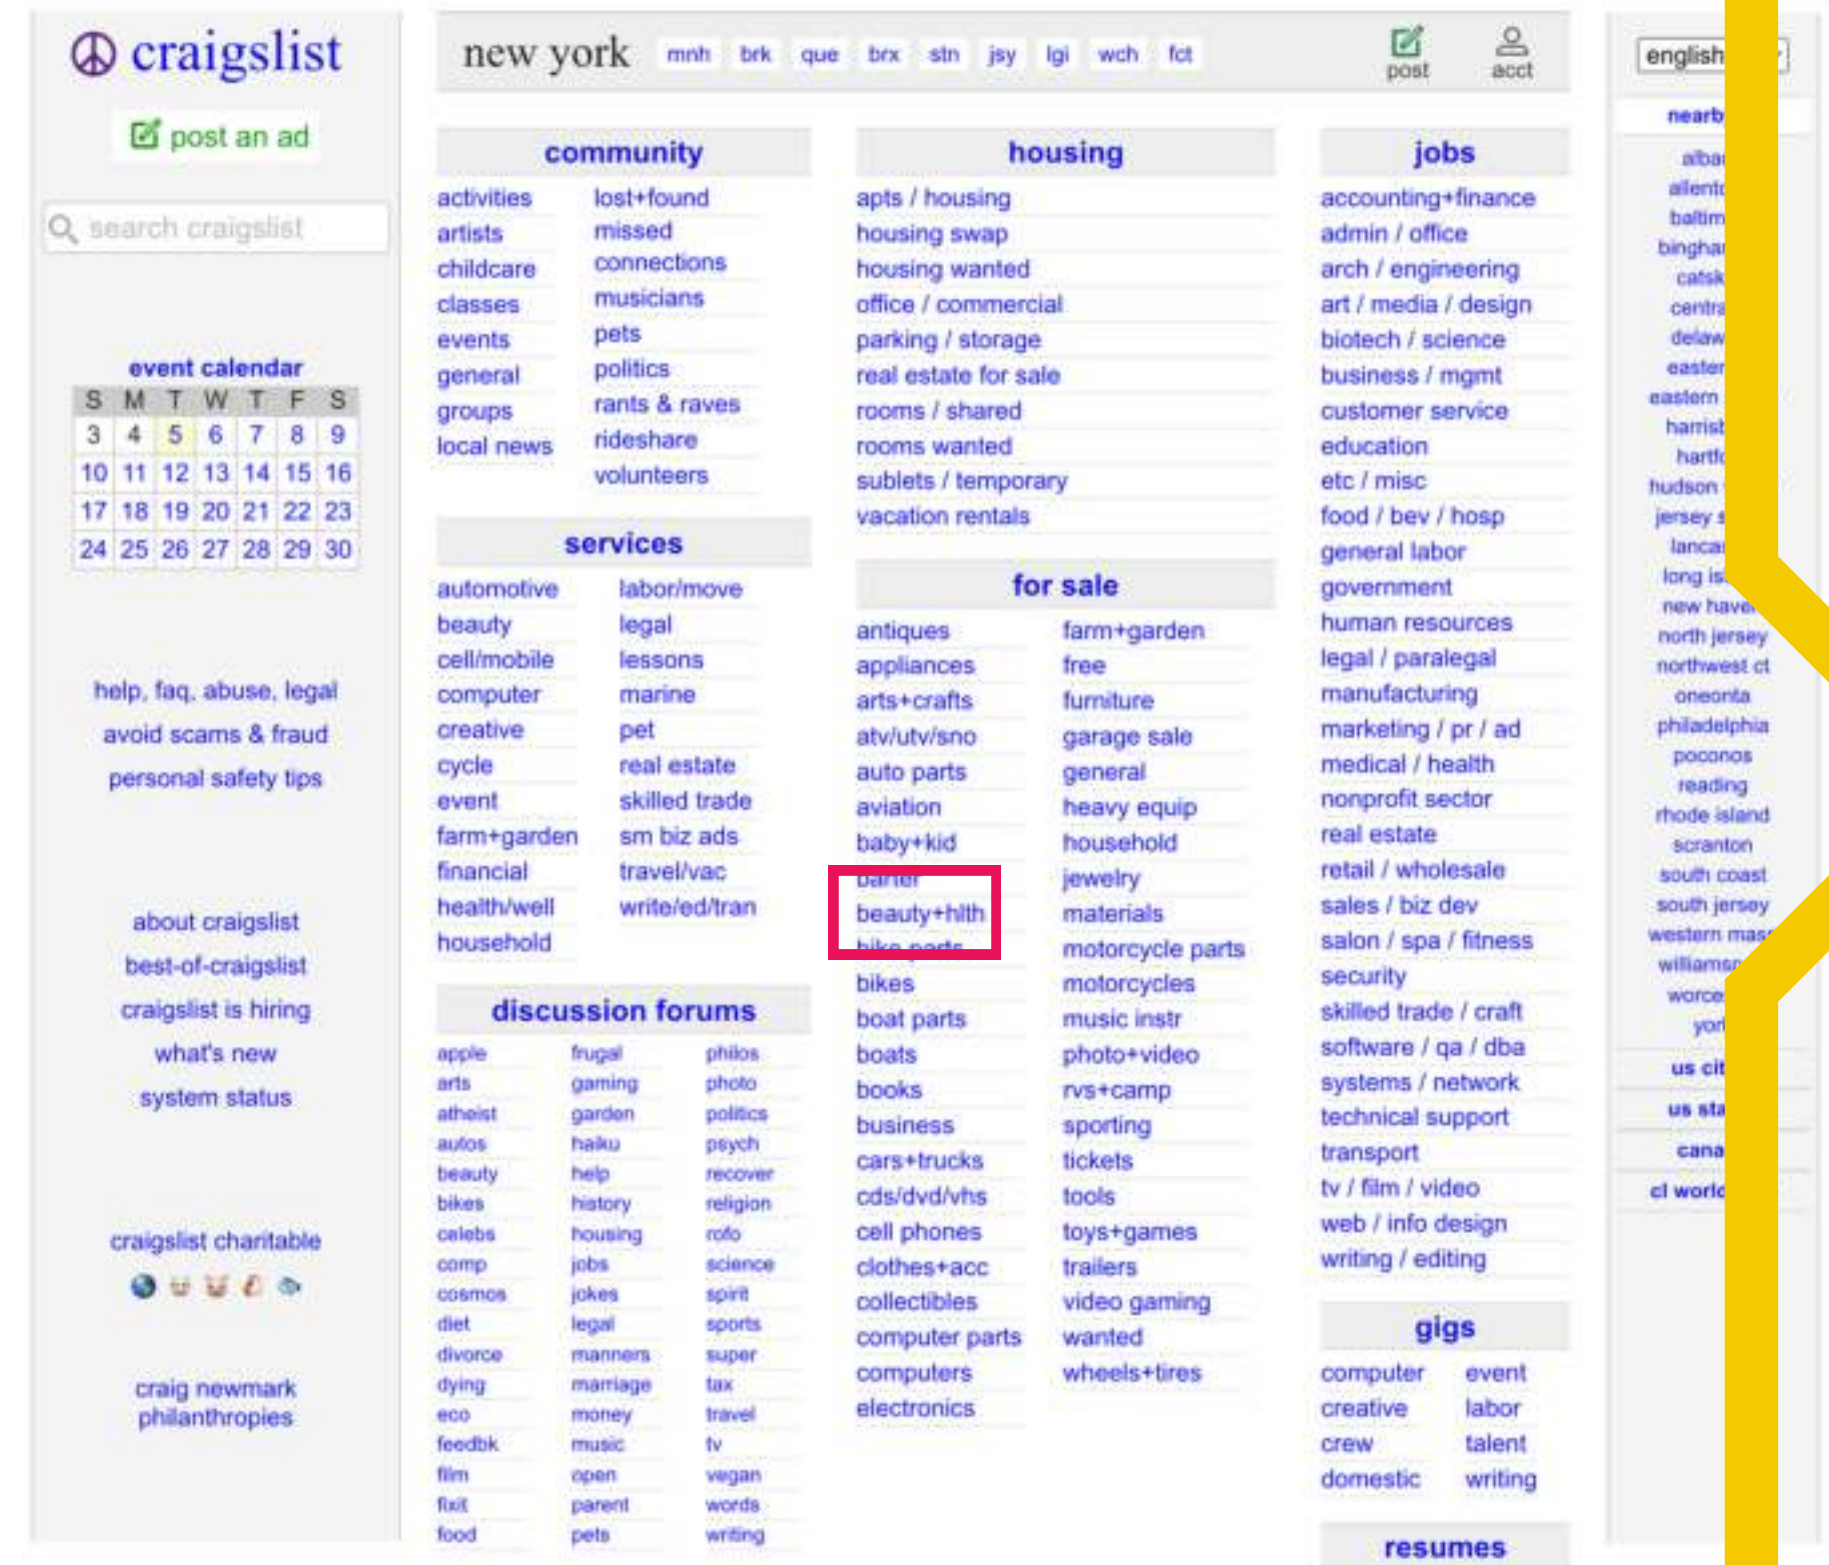 craigslist
post an ad
search craigslist
event calendar
S M T W T F S
3 4 5 6 7 8 9
10 11 12 13 14 15 16
17 18 19 20 21 22 23
24 25 26 27 28 29 30
help, faq, abuse, legal
avoid scams & fraud
personal safety tips
about craigslist
best-of-craigslist
craigslist is hiring
what's new
system status
craigslist charitable
craig newmark
philanthropies
new york mnh brk que brx stn jsy lgi wch fct
post acct
community
activities
artists
childcare
classes
events
general
groups
local news
lost+found
missed
connections
musicians
pets
politics
rants & raves
rideshare
volunteers
services
automotive
beauty
cell/mobile
computer
creative
cycle
event
farm+garden
financial
health/well
household
labor/move
legal
lessons
marine
pet
real estate
skilled trade
sm biz ads
travel/vac
write/ed/tran
discussion forums
apple
arts
atheist
autos
beauty
bikes
celebs
comp
cosmos
diet
divorce
dying
eco
feedbk
film
fixit
food
frugal
gaming
garden
haiku
help
history
housing
jobs
jokes
legal
manners
marriage
money
music
open
parent
pets
philos
photo
politics
psych
recover
religion
rofo
science
spirit
sports
super
tax
travel
tv
vegan
words
writing
housing
apts / housing
housing swap
housing wanted
office / commercial
parking / storage
real estate for sale
rooms / shared
rooms wanted
sublets / temporary
vacation rentals
for sale
antiques
appliances
arts+crafts
atv/utv/sno
auto parts
aviation
baby+kid
barter
beauty+hlth
bike parts
bikes
boat parts
boats
books
business
cars+trucks
cds/dvd/vhs
cell phones
clothes+acc
collectibles
computer parts
computers
electronics
farm+garden
free
furniture
garage sale
general
heavy equip
household
jewelry
materials
motorcycle parts
motorcycles
music instr
photo+video
rvs+camp
sporting
tickets
tools
toys+games
trailers
video gaming
wanted
wheels+tires
jobs
accounting+finance
admin / office
arch / engineering
art / media / design
biotech / science
business / mgmt
customer service
education
etc / misc
food / bev / hosp
general labor
government
human resources
legal / paralegal
manufacturing
marketing / pr / ad
medical / health
nonprofit sector
real estate
retail / wholesale
sales / biz dev
salon / spa / fitness
security
skilled trade / craft
software / qa / dba
systems / network
technical support
transport
tv / film / video
web / info design
writing / editing
gigs
computer
creative
crew
domestic
event
labor
talent
writing
resumes
english
long
new
north jersey
northwest ct
oneonta
philadelphia
poconos
reading
rhode island
scranton
south coast
south jersey
western
us
us
cl